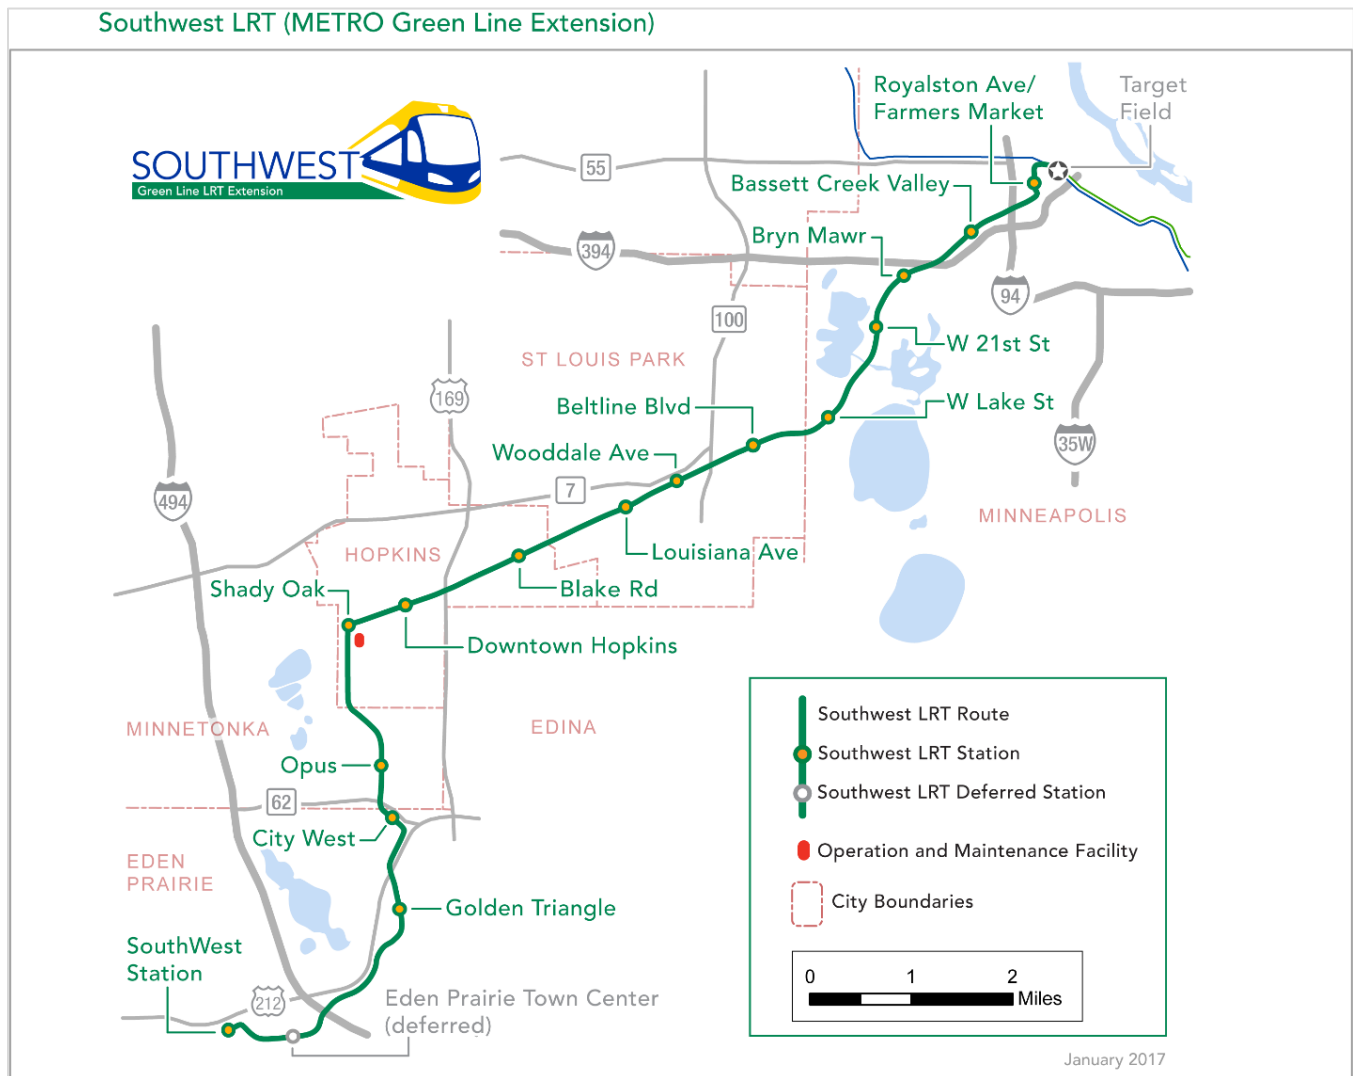 Southwest LRT (METRO Green Line Extension)
SOUTHWEST
Green Line LRT Extension
Royalston Ave/
Farmers Market
Target
Field
55
Bassett Creek Valley
Bryn Mawr
394
94
100
W 21st St
ST LOUIS PARK
169
Beltline Blvd
W Lake St
35W
Wooddale Ave
7
494
MINNEAPOLIS
HOPKINS
Louisiana Ave
Shady Oak
Blake Rd
Downtown Hopkins
MINNETONKA
EDINA
Opus
62
City West
EDEN
PRAIRIE
Golden Triangle
SouthWest
Station
212
Eden Prairie Town Center
(deferred)
Southwest LRT Route
Southwest LRT Station
Southwest LRT Deferred Station
Operation and Maintenance Facility
City Boundaries
0 1 2
Miles
January 2017